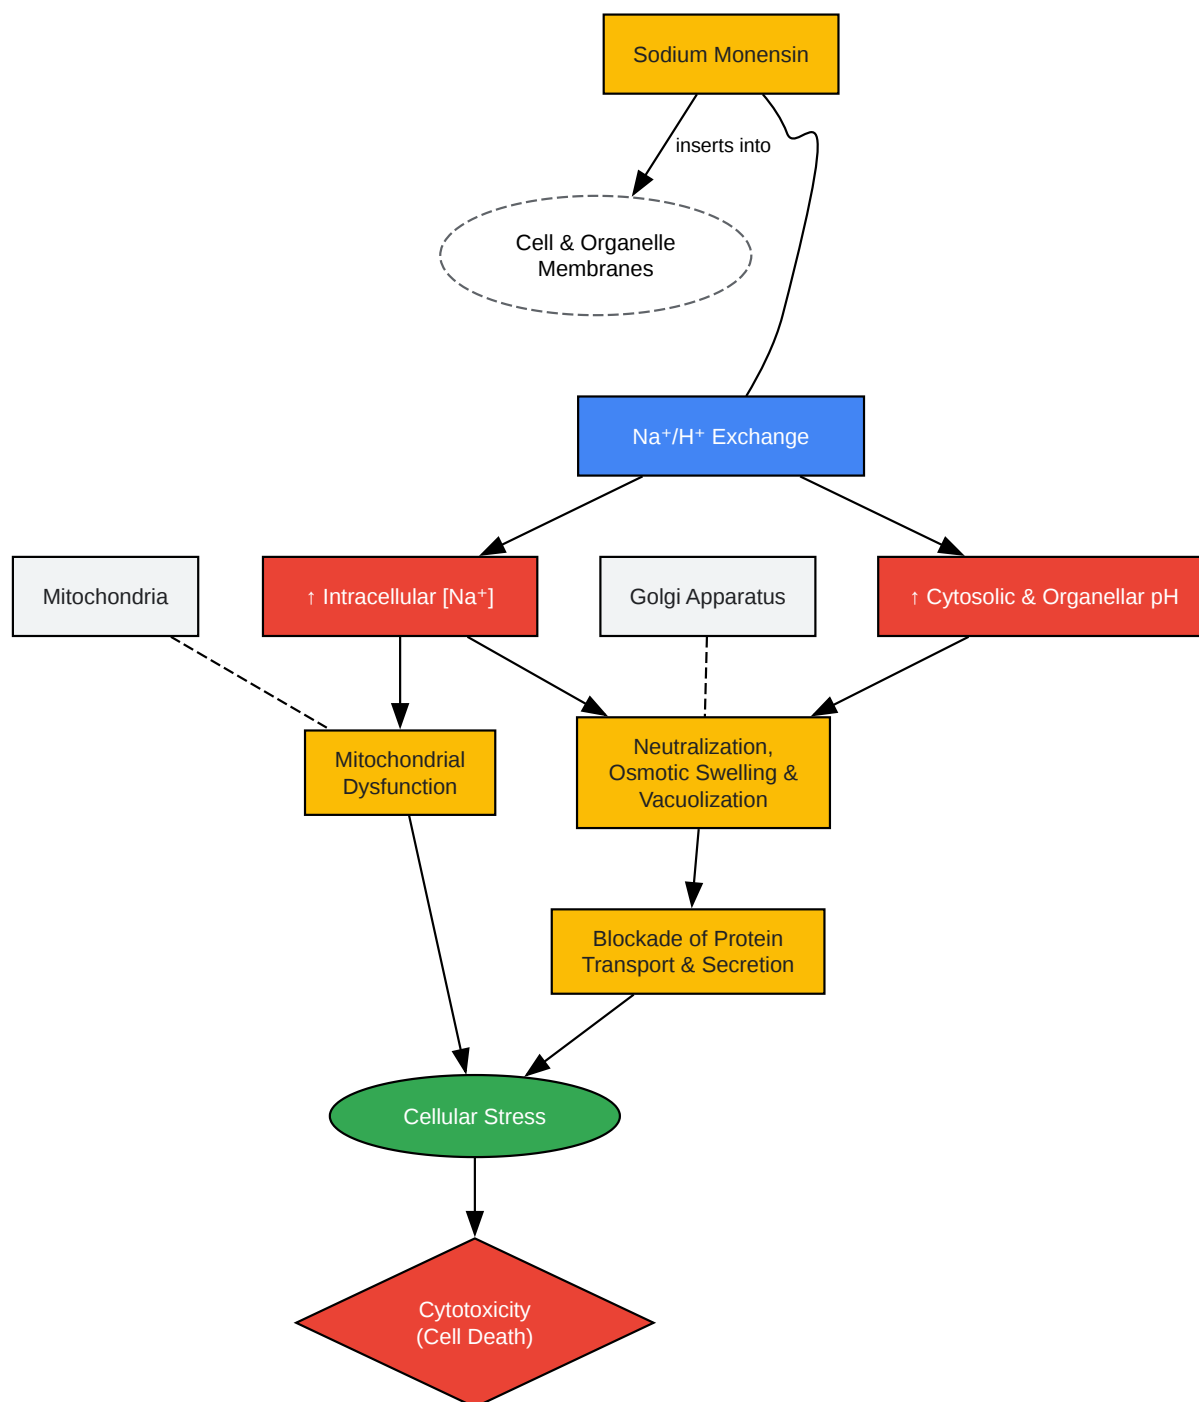 Sodium Monensin
inserts into
Cell & Organelle
Membranes
Na⁺/H⁺ Exchange
Mitochondria
↑ Intracellular [Na⁺]
Golgi Apparatus
↑ Cytosolic & Organellar pH
Mitochondrial
Dysfunction
Neutralization,
Osmotic Swelling &
Vacuolization
Blockade of Protein
Transport & Secretion
Cellular Stress
Cytotoxicity
(Cell Death)